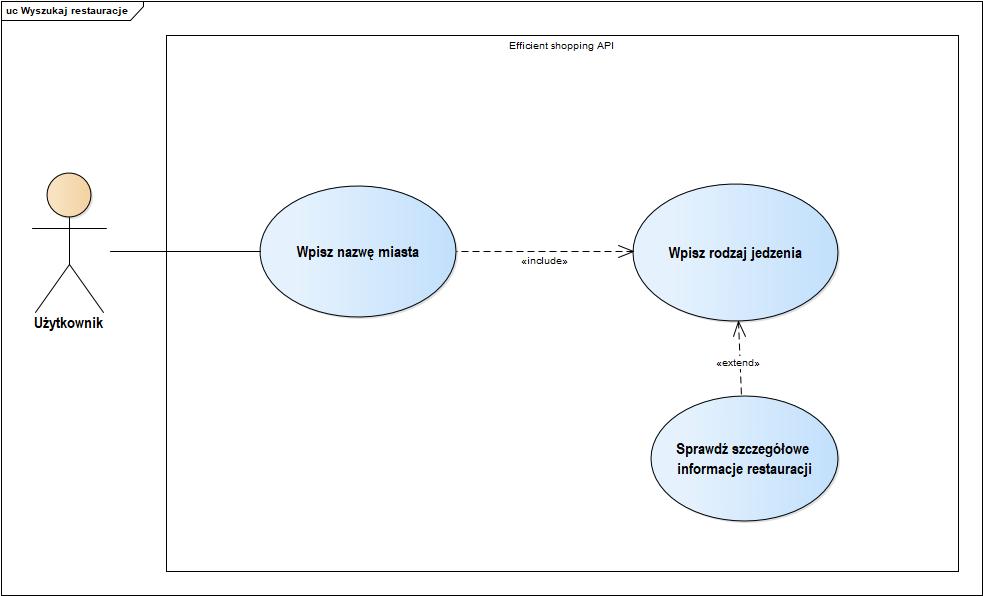 uc Wyszukaj restauracje
Efficient shopping API
Użytkownik
Wpisz nazwę miasta
«include»
Wpisz rodzaj jedzenia
«extend»
Sprawdź szczegółowe
informacje restauracji